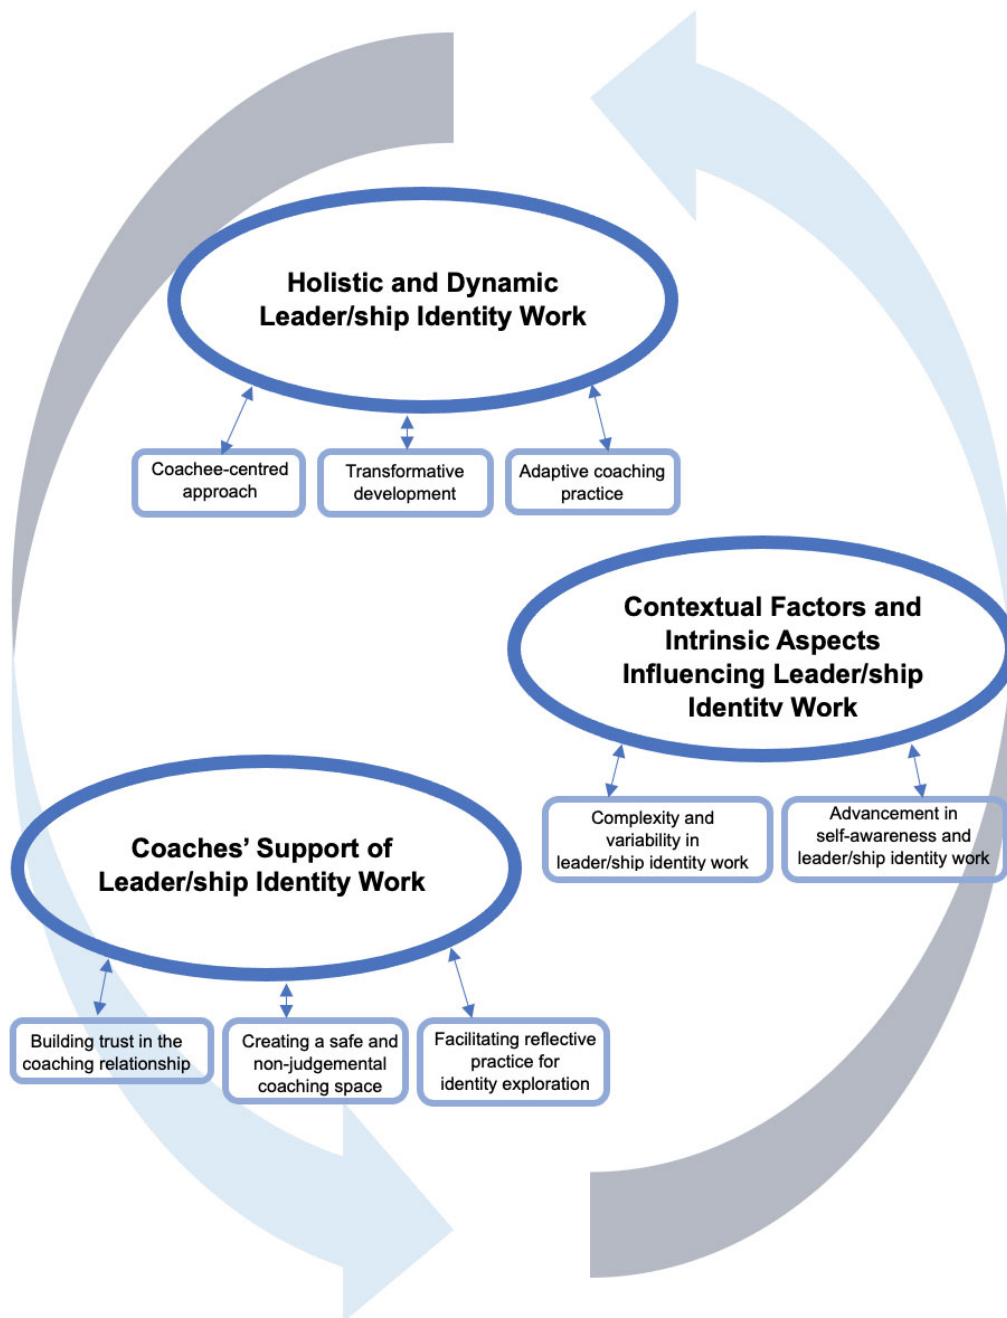 Holistic and Dynamic
Leader/ship Identity Work
Coachee-centred
approach
Transformative
development
Adaptive coaching
practice
Contextual Factors and
Intrinsic Aspects
Influencing Leader/ship
Identity Work
Complexity and
variability in
leader/ship identity work
Advancement in
self-awareness and
leader/ship identity work
Coaches’ Support of
Leader/ship Identity Work
Building trust in the
coaching relationship
Creating a safe and
non-judgemental
coaching space
Facilitating reflective
practice for
identity exploration